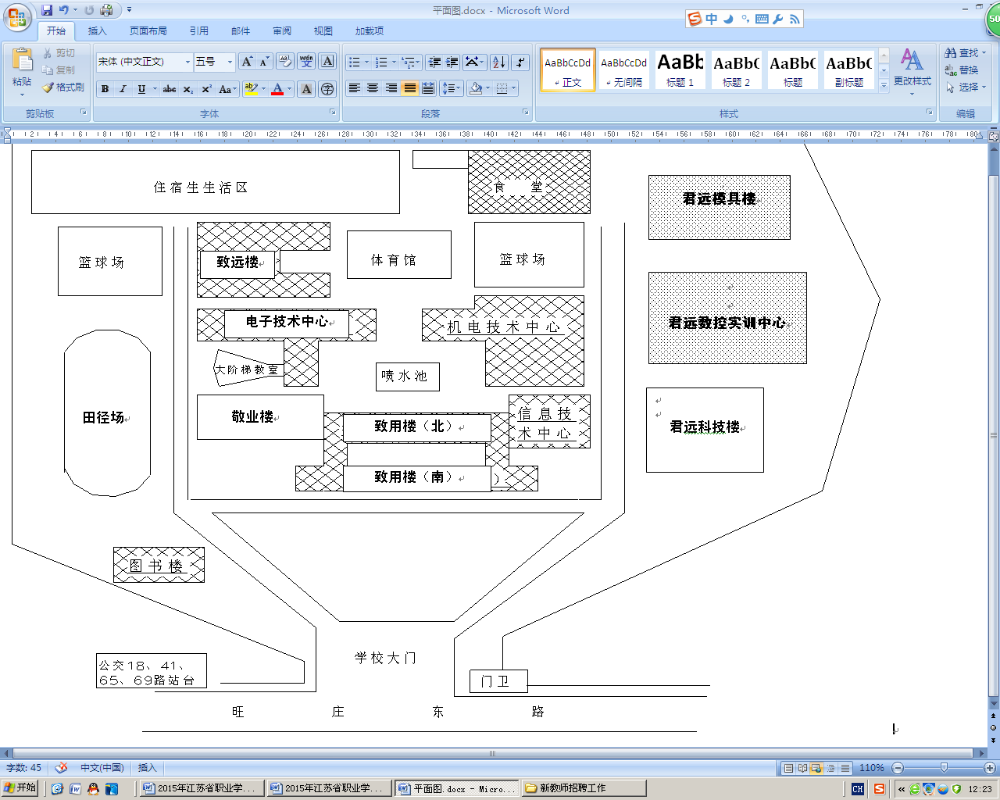 平面图.docx - Microsoft Word
中
50
开始 插入 页面布局 引用 邮件 审阅 视图 加载项
粘贴
剪切
复制
格式刷
剪贴板
宋体 (中文正文) 五号
B I U abc x₂ x² Aa
字体
段落
AaBbCcDd AaBbCcDd AaBb AaBbC AaBbC AaBbC
正文 无间隔 标题 1 标题 2 标题 副标题
更改样式
样式
查找
替换
选择
编辑
住宿生生活区
食 堂
君远模具楼
篮球场
致远楼
体育馆
篮球场
电子技术中心
机电技术中心
君远数控实训中心
大阶梯教室
喷水池
田径场
敬业楼
致用楼（北）
信息技
术中心
君远科技楼
致用楼（南）
）
图书楼
学校大门
公交18、41、
65、69路站台
门卫
旺 庄 东 路
字数: 45 中文(中国) 插入 110%
开始 2015年江苏省职业学... 2015年江苏省职业学... 平面图.docx - Micro... 新教师招聘工作 CH 12:23